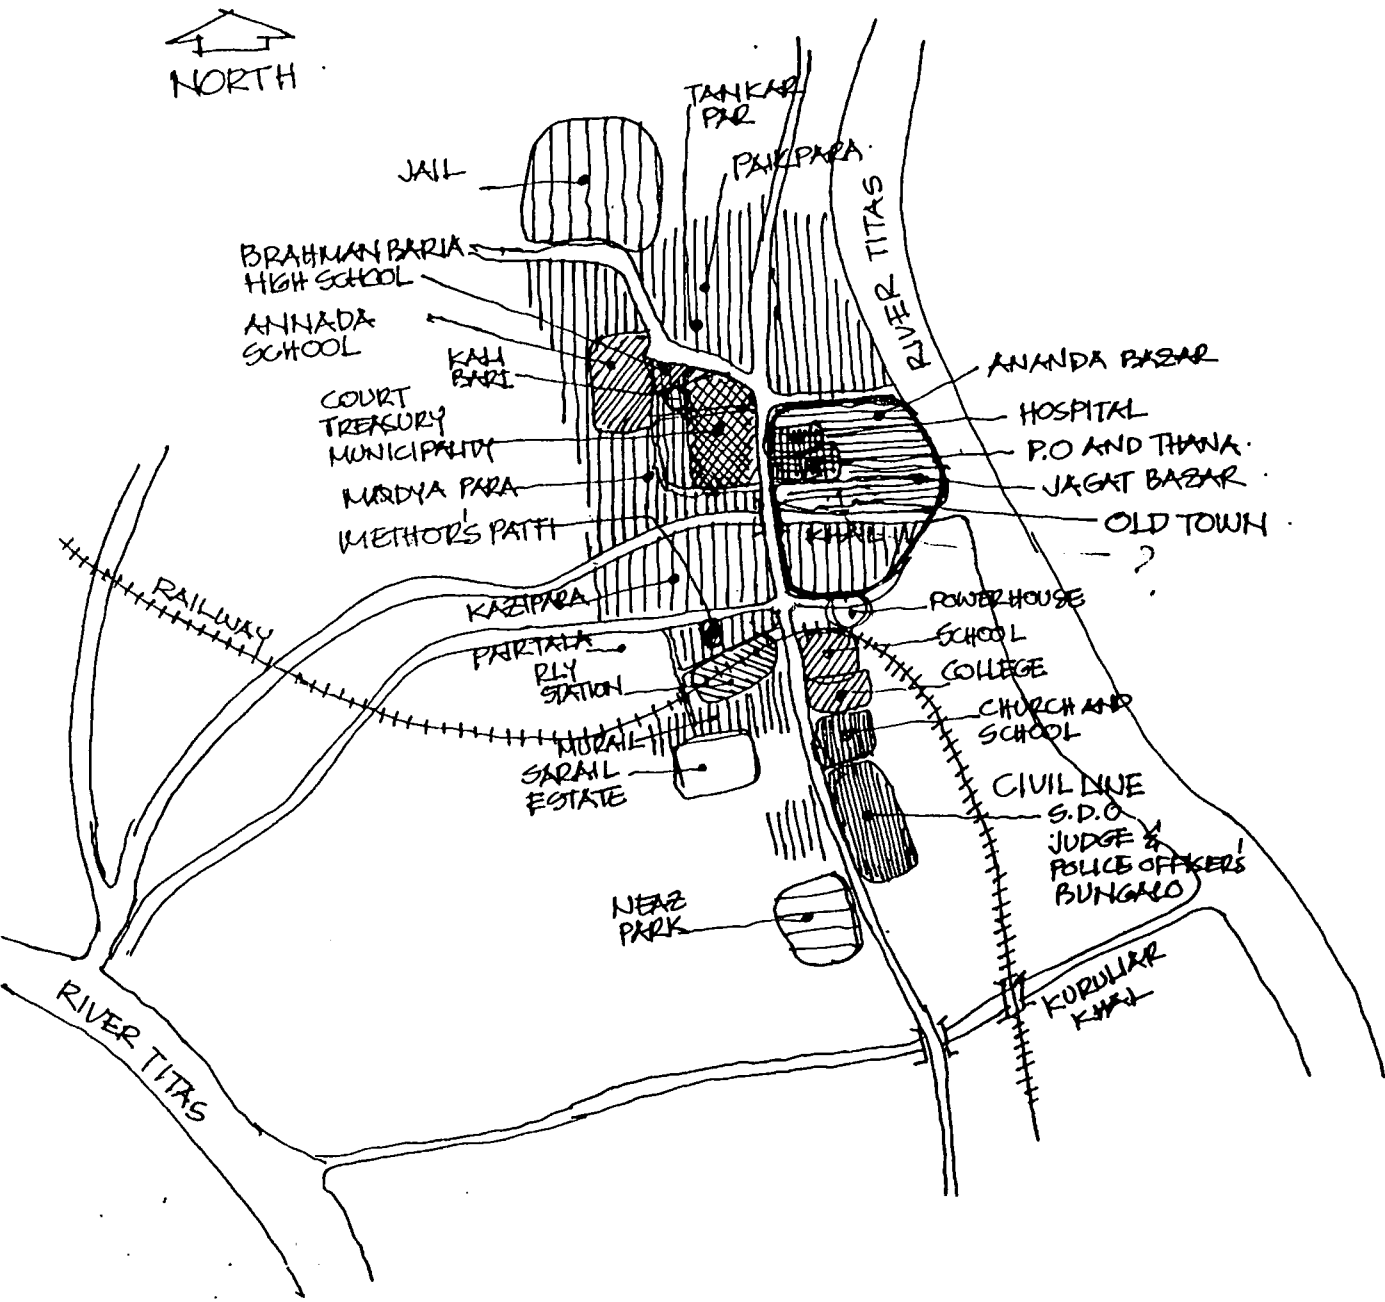 NORTH
TANKAR
PAR
PAIKPARA
JAIL
RIVER TITAS
BRAHMANBARIA
HIGH SCHOOL
ANNADA
SCHOOL
KALI
BARI
ANANDA BAZAR
COURT
TREASURY
MUNICIPALITY
HOSPITAL
P.O AND THANA
JAGAT BAZAR
PARA
OLD TOWN
METHOR'S PATTI
KHAL
?
RAILWAY
KAZIPARA
POWERHOUSE
SCHOOL
PAIRTALA
RLY
STATION
COLLEGE
CHURCH AND
SCHOOL
MURAIL
SARAIL
ESTATE
CIVIL LINE
S.D.O
JUDGE &
POLICE OFFICERS'
BUNGALO
NEAZ
PARK
KURULIAR
KHAL
RIVER TITAS